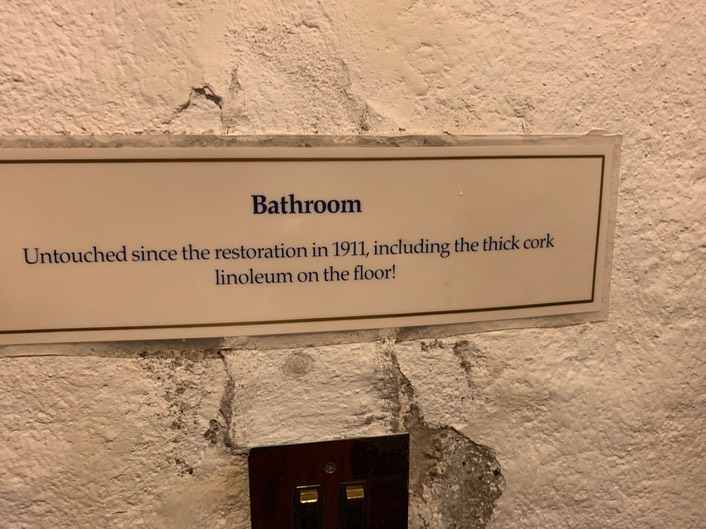 Bathroom
Untouched since the restoration in 1911, including the thick cork
linoleum on the floor!